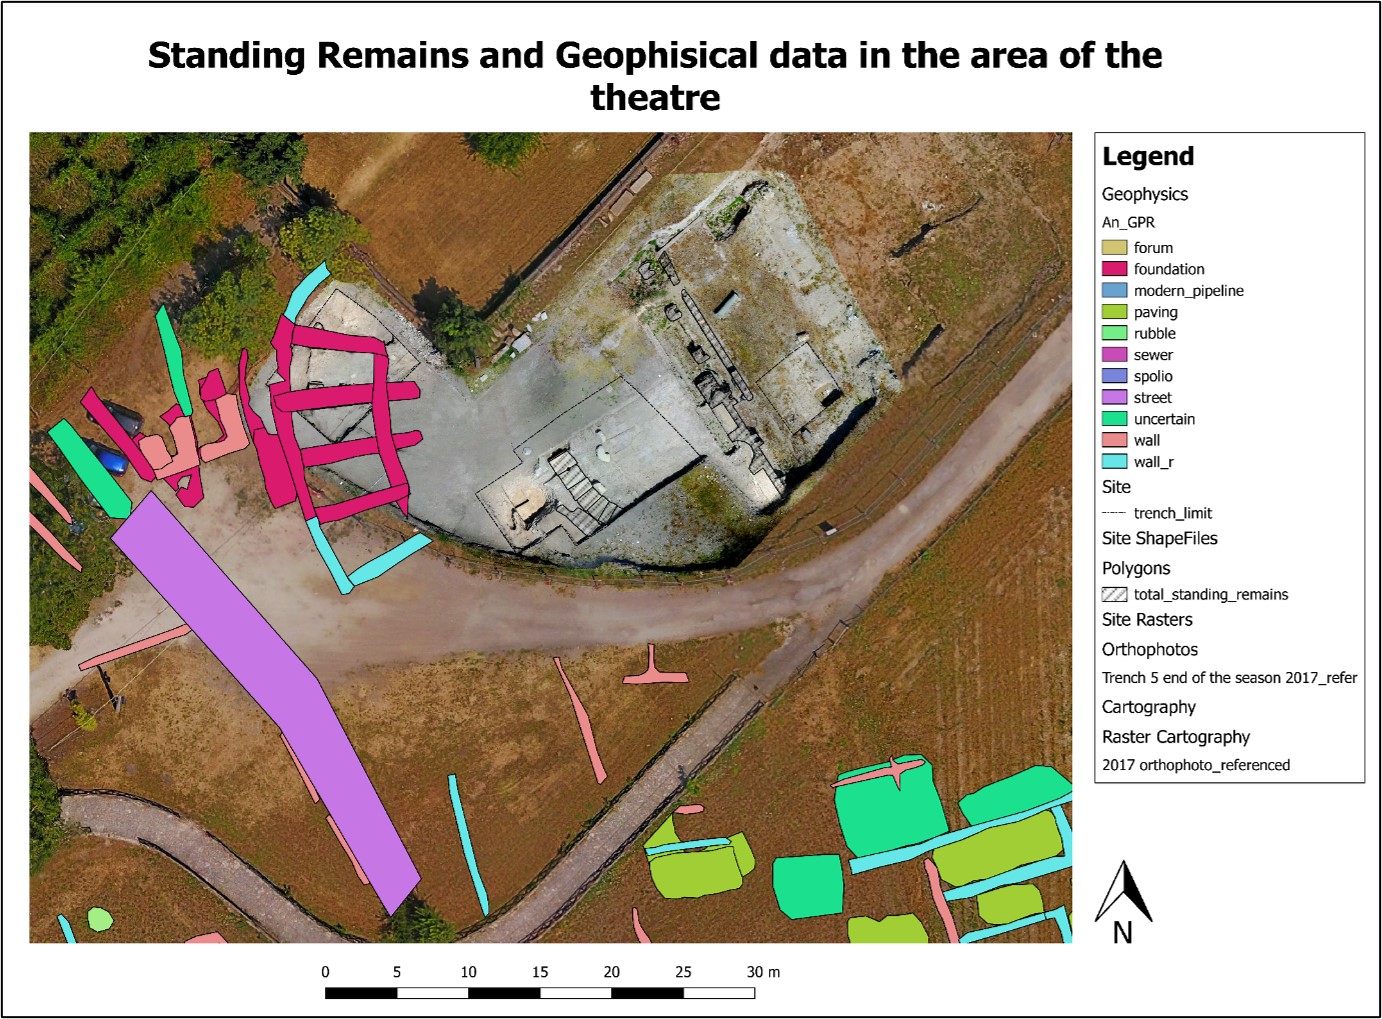 Standing Remains and Geophisical data in the area of the
theatre
Legend
Geophysics
An_GPR
forum
foundation
modern_pipeline
paving
rubble
sewer
spolio
street
uncertain
wall
wall_r
Site
trench_limit
Site ShapeFiles
Polygons
total_standing_remains
Site Rasters
Orthophotos
Trench 5 end of the season 2017_refer
Cartography
Raster Cartography
2017 orthophoto_referenced
N
0 5 10 15 20 25 30 m